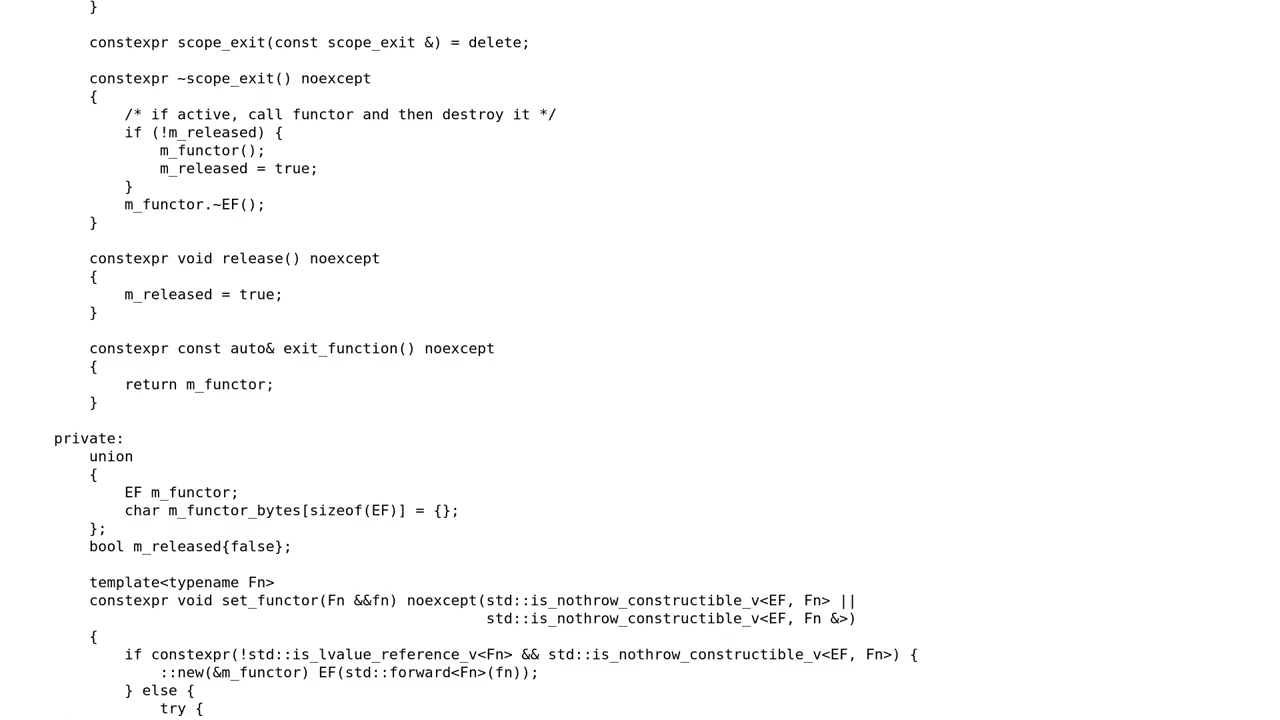 }

    constexpr scope_exit(const scope_exit &) = delete;

    constexpr ~scope_exit() noexcept
    {
        /* if active, call functor and then destroy it */
        if (!m_released) {
            m_functor();
            m_released = true;
        }
        m_functor.~EF();
    }

    constexpr void release() noexcept
    {
        m_released = true;
    }

    constexpr const auto& exit_function() noexcept
    {
        return m_functor;
    }

private:
    union
    {
        EF m_functor;
        char m_functor_bytes[sizeof(EF)] = {};
    };
    bool m_released{false};

    template<typename Fn>
    constexpr void set_functor(Fn &&fn) noexcept(std::is_nothrow_constructible_v<EF, Fn> ||
                                                 std::is_nothrow_constructible_v<EF, Fn &>)
    {
        if constexpr(!std::is_lvalue_reference_v<Fn> && std::is_nothrow_constructible_v<EF, Fn>) {
            ::new(&m_functor) EF(std::forward<Fn>(fn));
        } else {
            try {